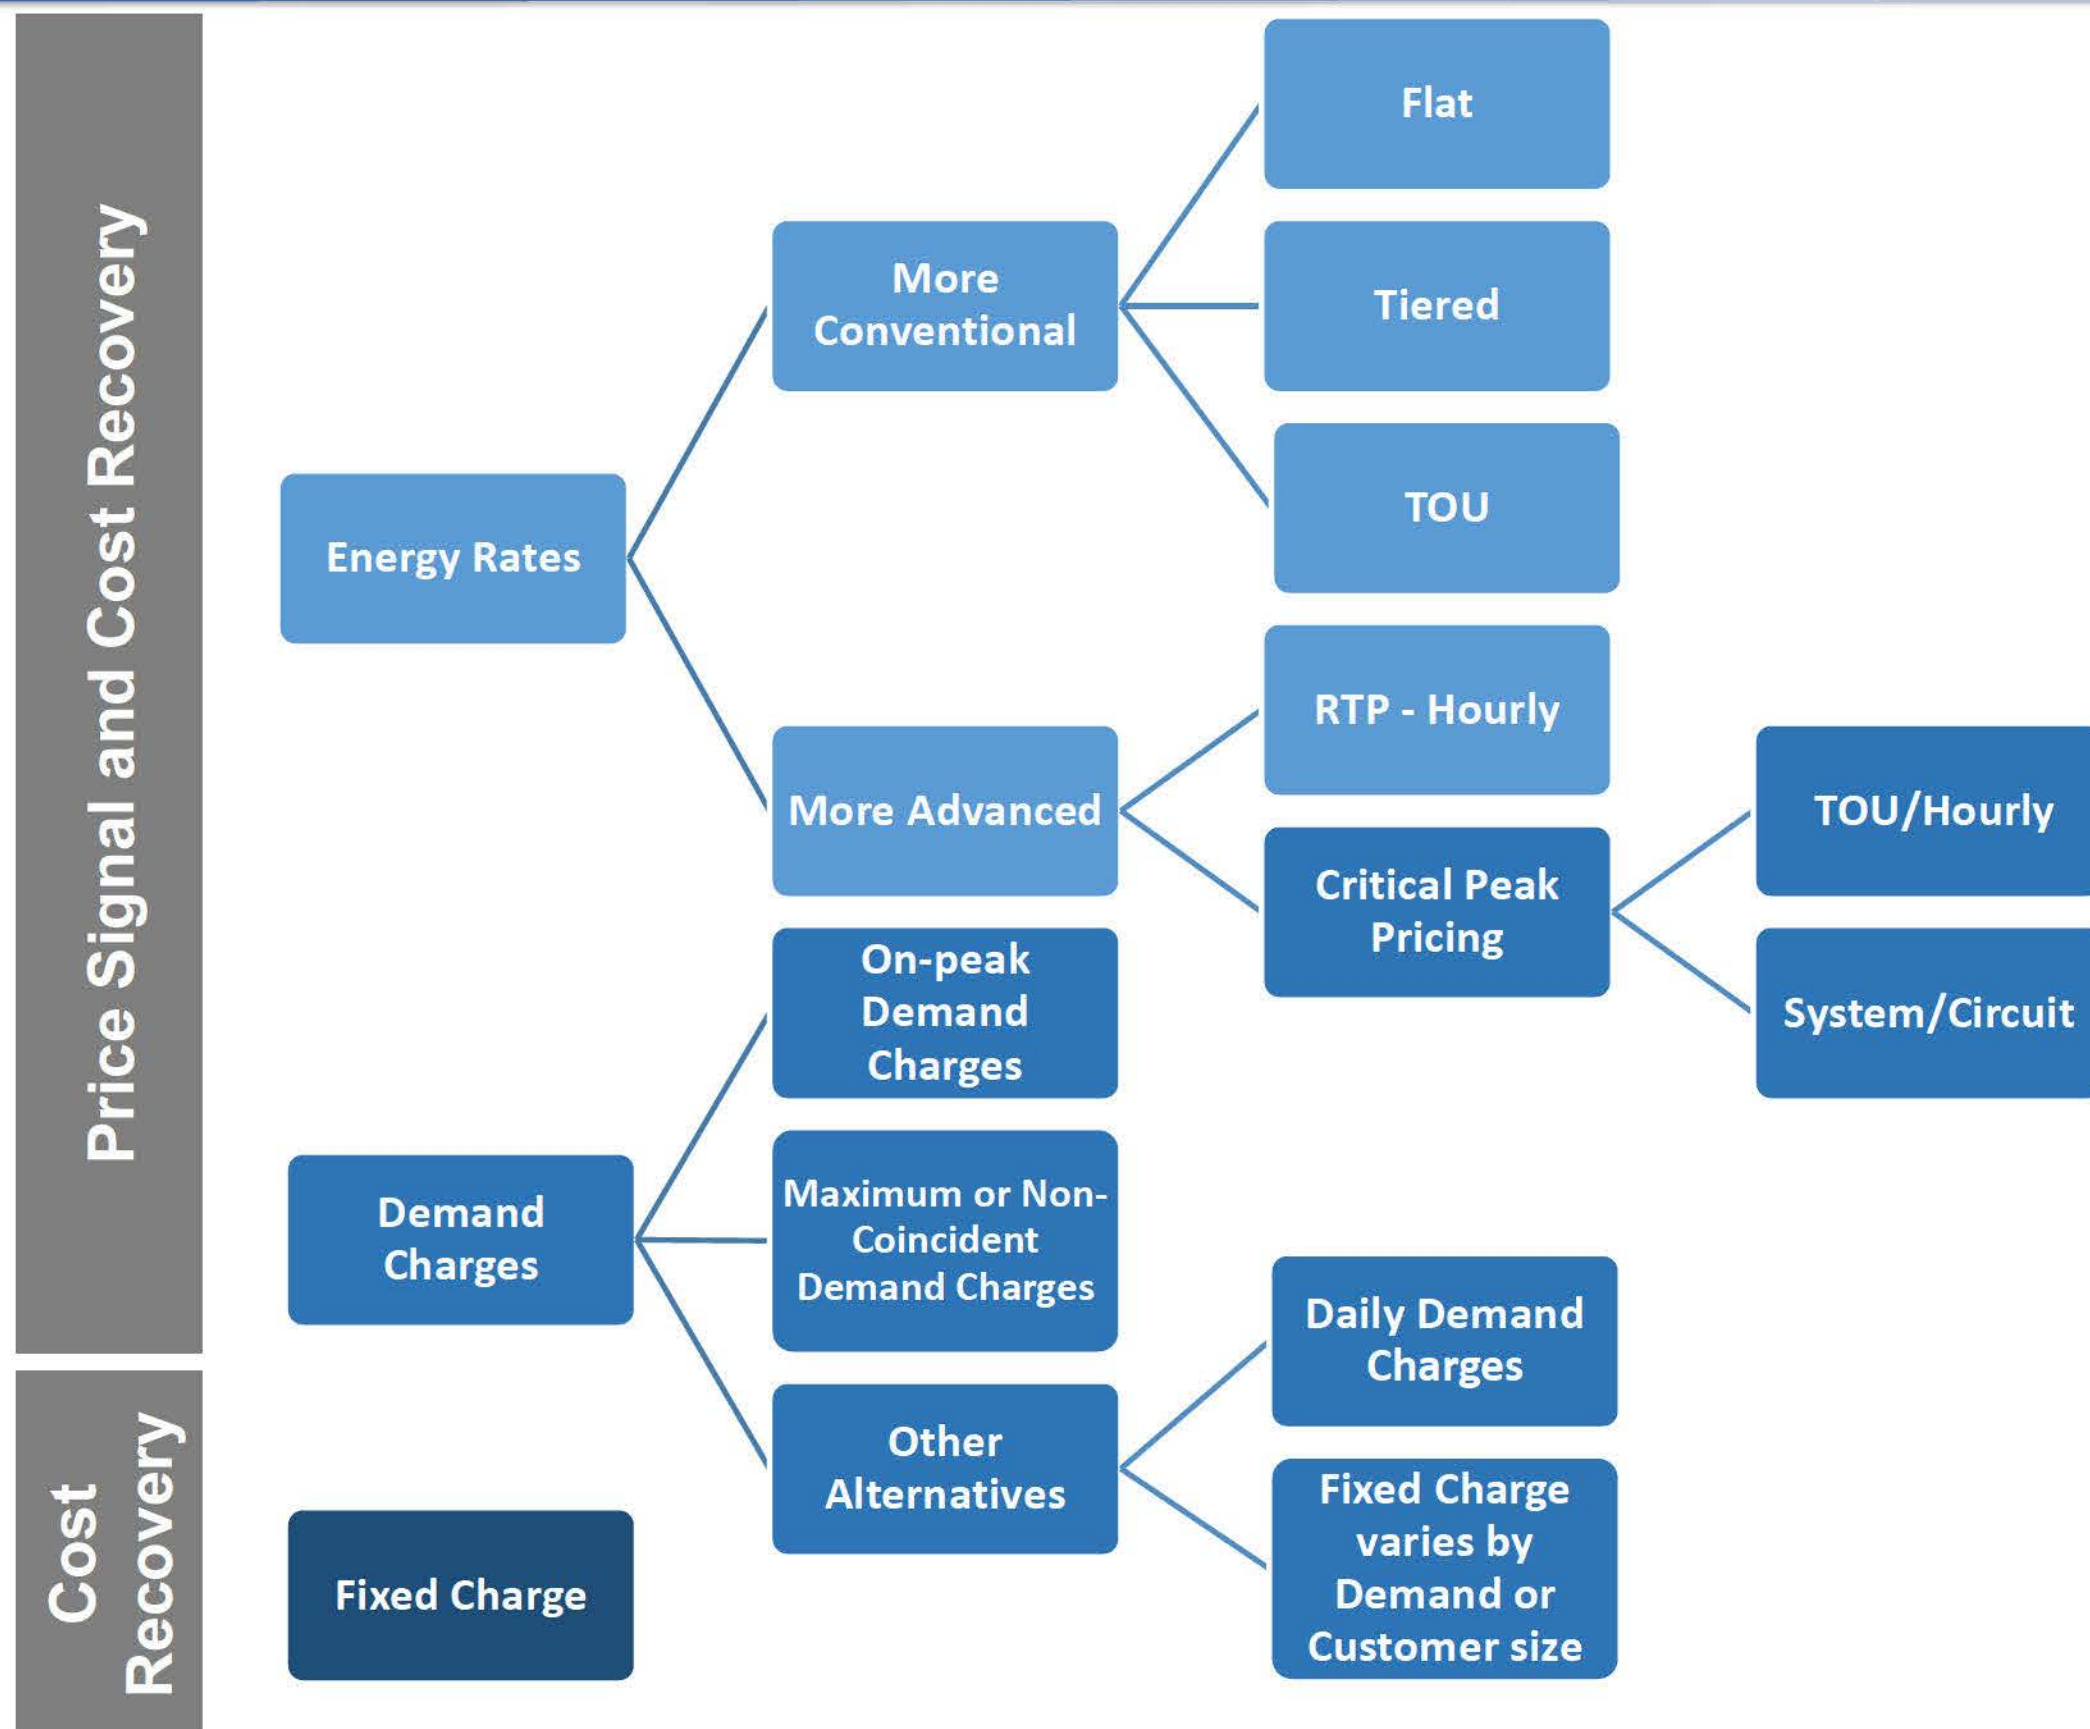 Price Signal and Cost Recovery
Energy Rates
More
Conventional
Flat
Tiered
TOU
More Advanced
RTP - Hourly
Critical Peak
Pricing
TOU/Hourly
System/Circuit
Demand
Charges
On-peak
Demand
Charges
Maximum or Non-
Coincident
Demand Charges
Other
Alternatives
Daily Demand
Charges
Fixed Charge
varies by
Demand or
Customer size
Cost
Recovery
Fixed Charge